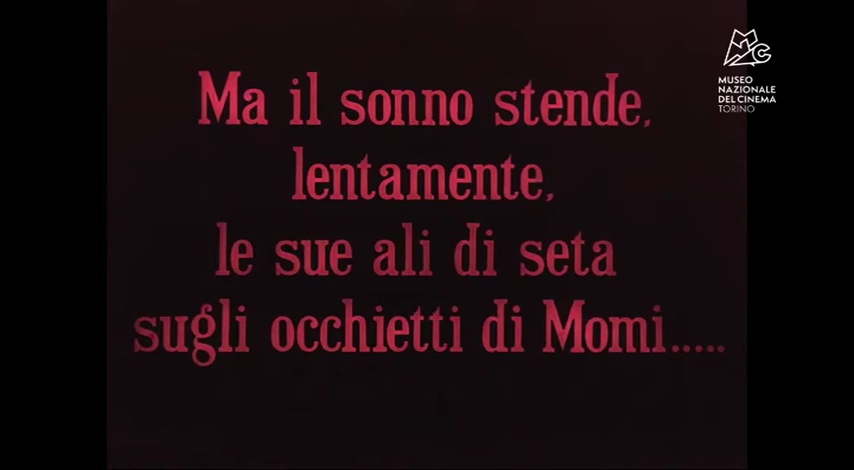 Ma il sonno stende,
lentamente,
le sue ali di seta
sugli occhietti di Momi.....
MUSEO
NAZIONALE
DEL CINEMA
TORINO